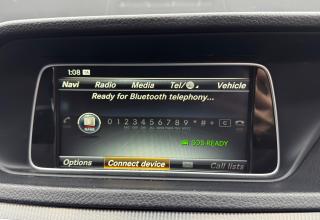 1:08
Navi Radio Media Tel/ Vehicle
Ready for Bluetooth telephony...
0 1 2 3 4 5 6 7 8 9 * # + C
SOS READY
Options Connect device Call lists